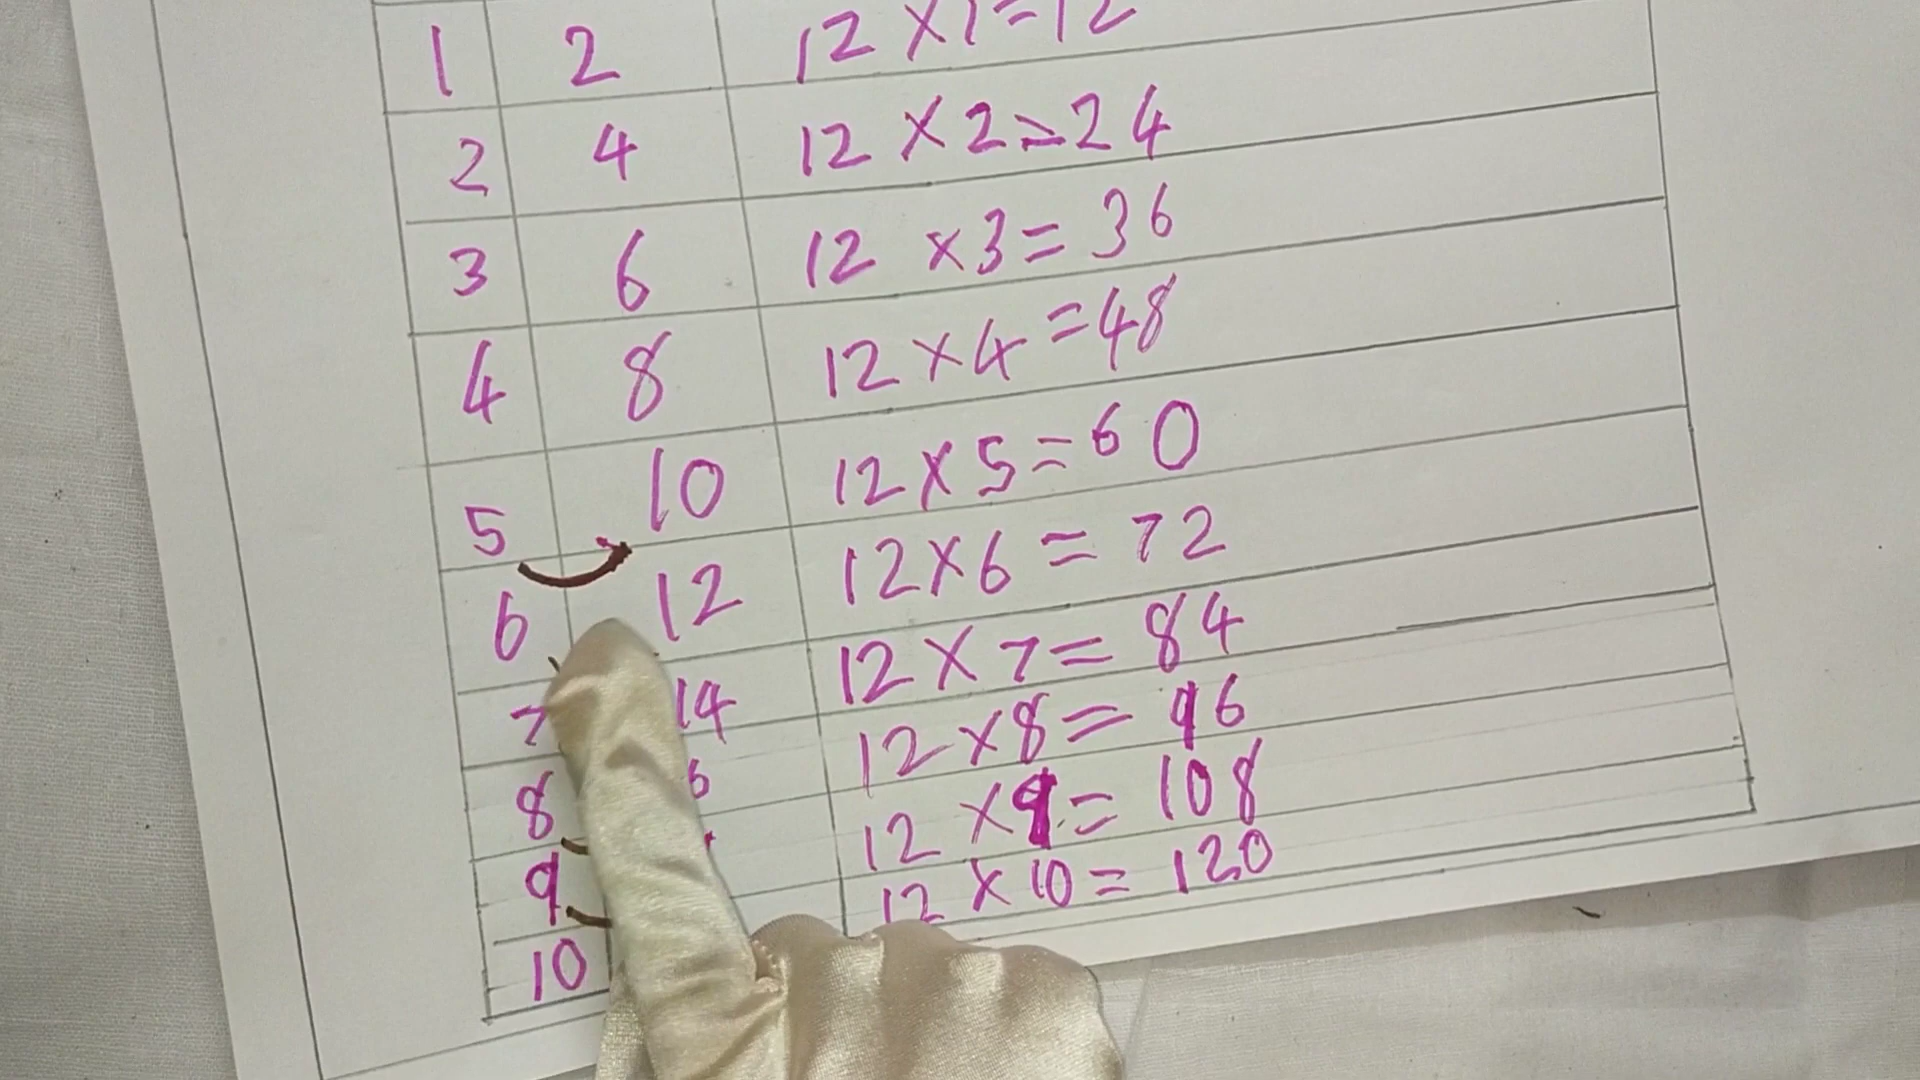 1 2 12 × 1 = 12
2 4 12 × 2 = 24
3 6 12 × 3 = 36
4 8 12 × 4 = 48
5 10 12 × 5 = 60
6 12 12 × 6 = 72
7 14 12 × 7 = 84
8 6 12 × 8 = 96
9 12 × 9 = 108
10 12 × 10 = 120